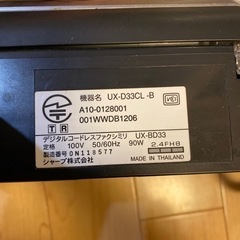 機器名 UX-D33CL-B
A10-0128001
001WWDB1206
T R
デジタルコードレスファクシミリ UX-BD33
定格 100V 50/60Hz 90W 2.4FH8
製造番号 0N118577
シャープ株式会社 MADE IN THAILAND